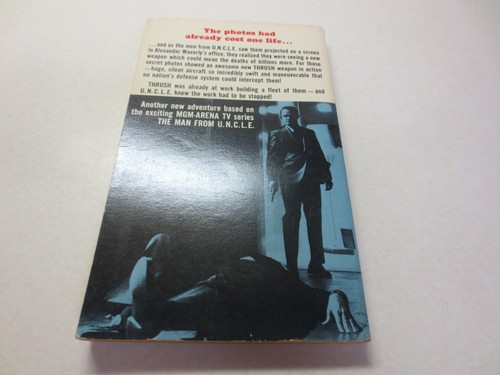 The photos had
already cost one life...
...and as the men from U.N.C.L.E. saw them projected on a screen
in Alexander Waverly's office, they realized they were seeing a new
weapon which could mean the deaths of billions more. For these
secret photos showed an awesome new THRUSH weapon in action
—huge, silent aircraft so incredibly swift and maneuverable that
no nation's defense system could intercept them!
THRUSH was already at work building a fleet of them—and
U.N.C.L.E. knew the work had to be stopped!
Another new adventure based on
the exciting MGM-ARENA TV series
THE MAN FROM U.N.C.L.E.